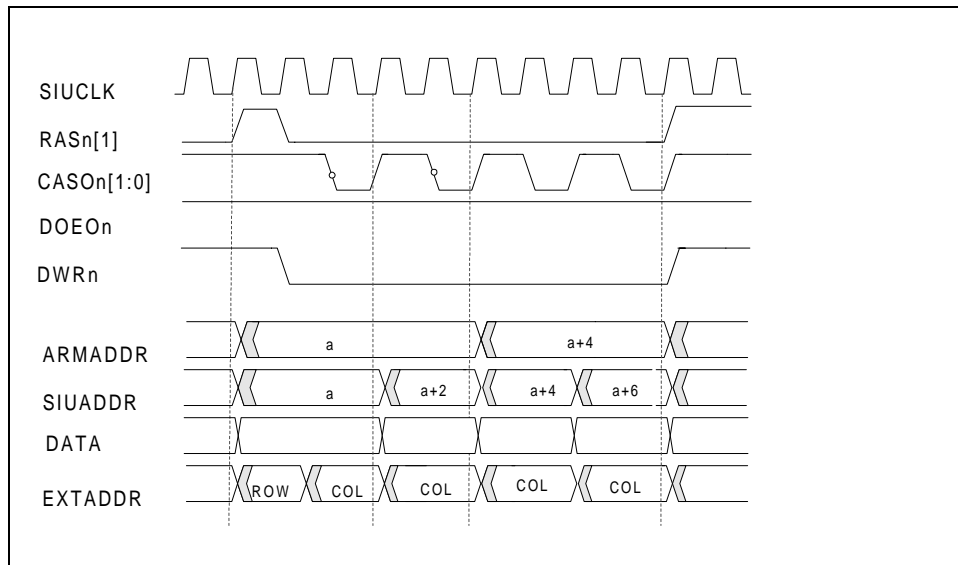 SIUCLK
RASn[1]
CASOn[1:0]
DOEOn
DWRn
ARMADDR a a+4
SIUADDR a a+2 a+4 a+6
DATA
EXTADDR ROW COL COL COL COL